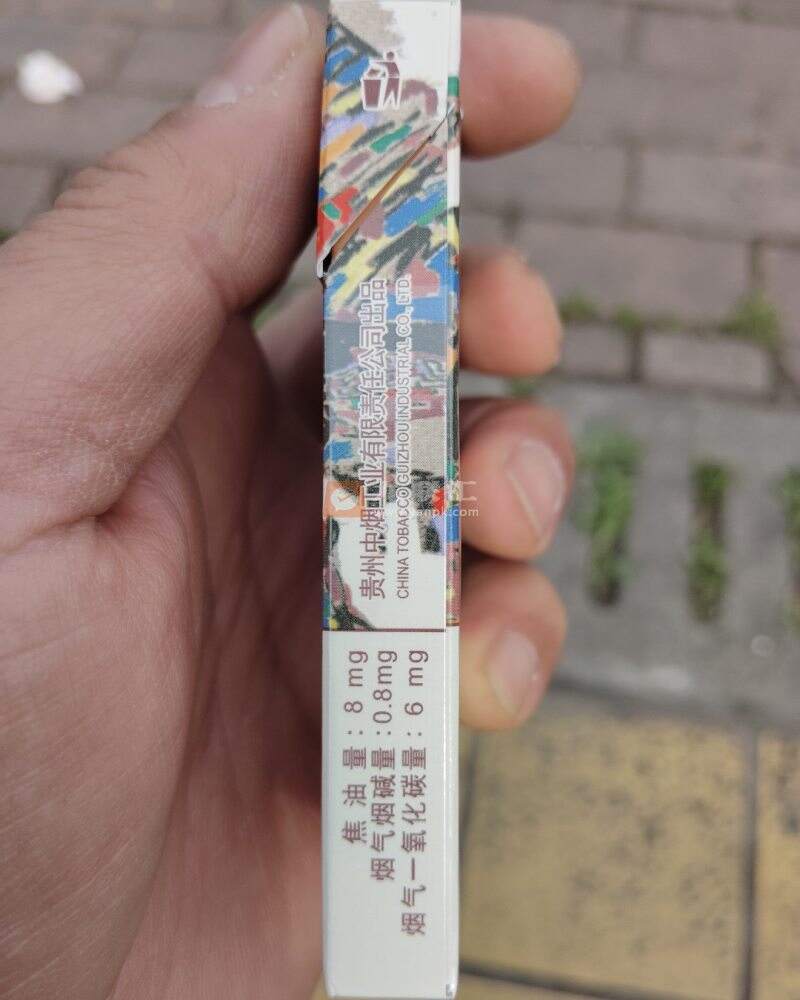 贵州中烟工业有限责任公司出品
CHINA TOBACCO GUIZHOU INDUSTRIAL CO., LTD.
焦油量：8 mg
烟气烟碱量：0.8mg
烟气一氧化碳量：6 mg